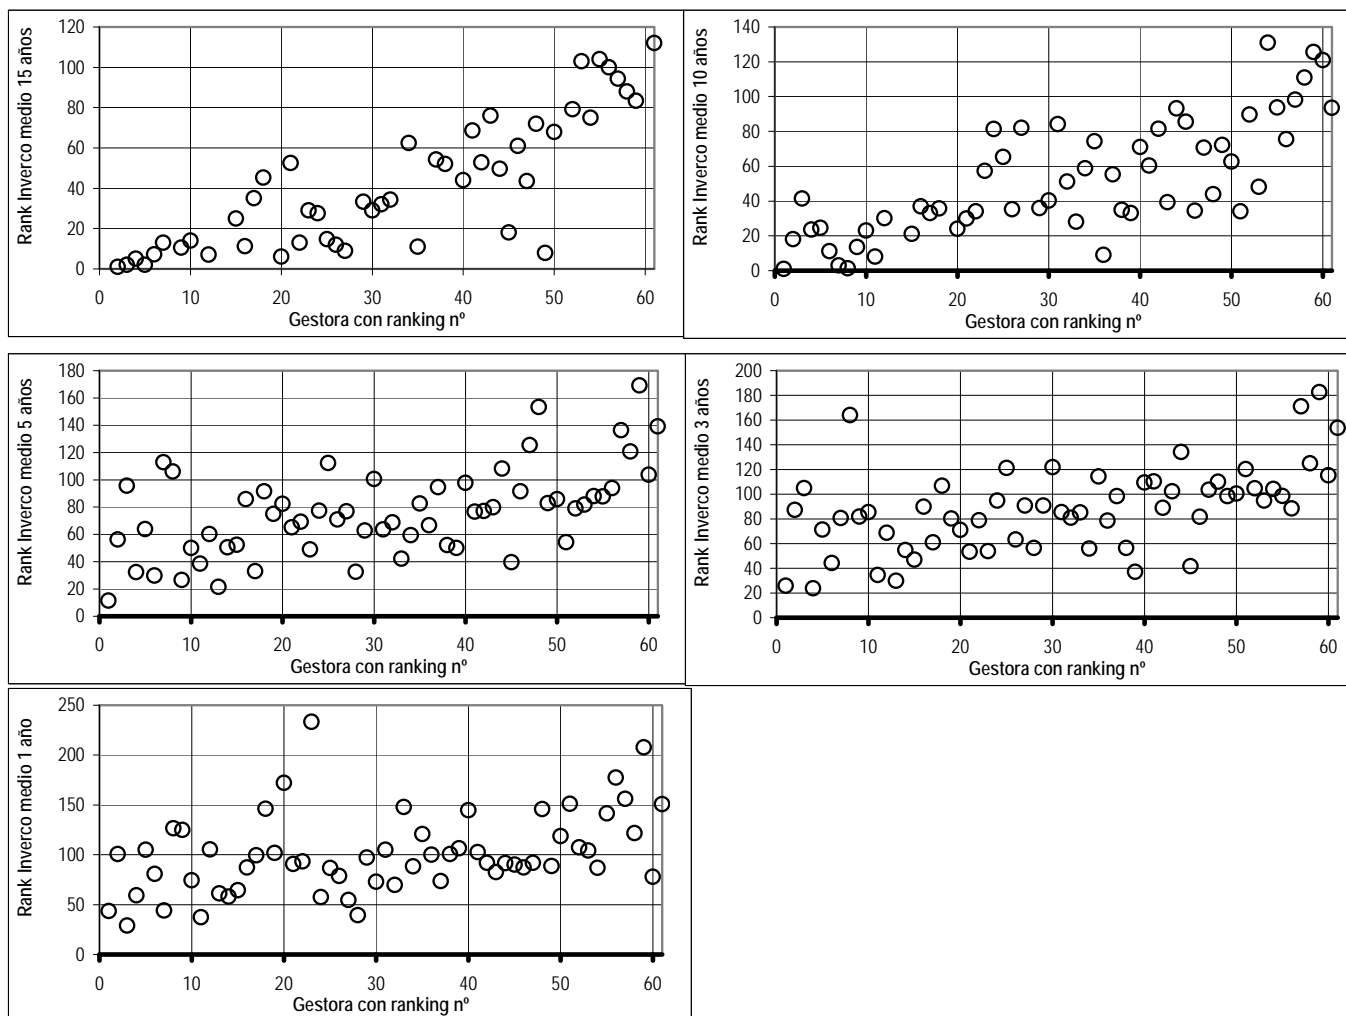 Rank Inverco medio 15 años
120
100
80
60
40
20
0
0 10 20 30 40 50 60
Gestora con ranking nº
Rank Inverco medio 10 años
140
120
100
80
60
40
20
0
0 10 20 30 40 50 60
Gestora con ranking nº
Rank Inverco medio 5 años
180
160
140
120
100
80
60
40
20
0
0 10 20 30 40 50 60
Gestora con ranking nº
Rank Inverco medio 3 años
200
180
160
140
120
100
80
60
40
20
0
0 10 20 30 40 50 60
Gestora con ranking nº
Rank Inverco medio 1 año
250
200
150
100
50
0
0 10 20 30 40 50 60
Gestora con ranking nº